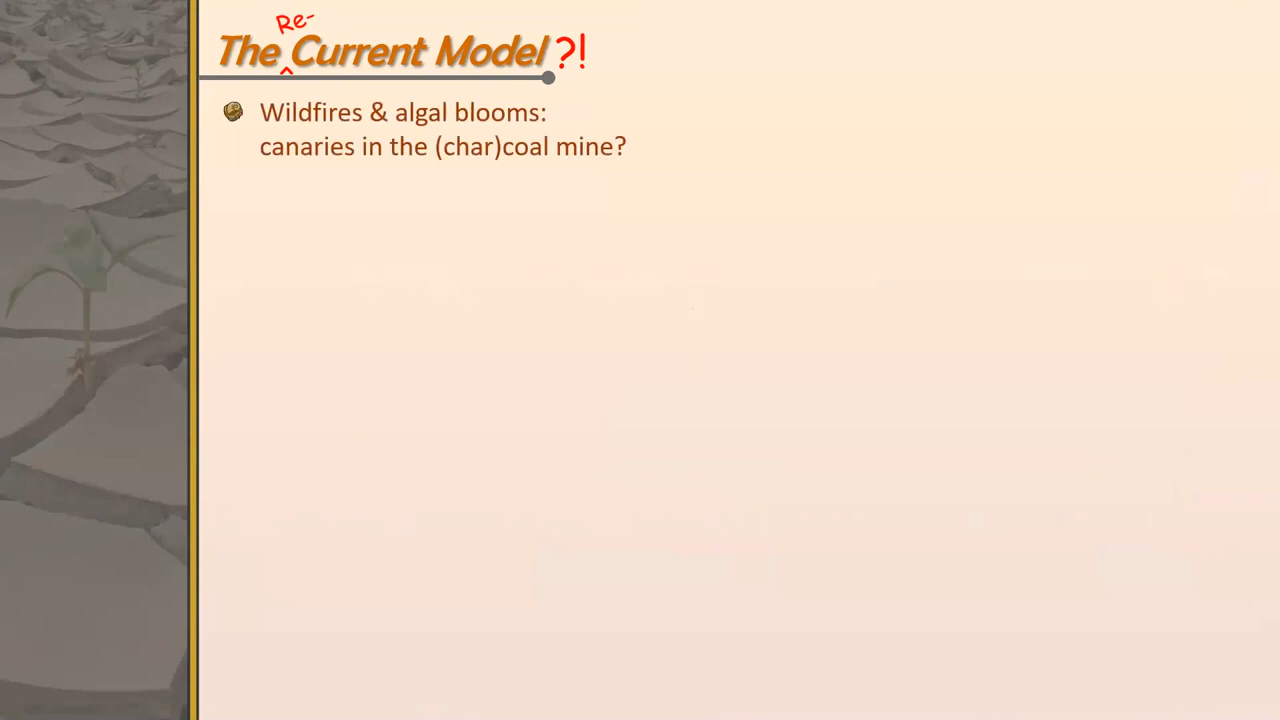 Re-
The ^ Current Model ?!
Wildfires & algal blooms:
canaries in the (char)coal mine?